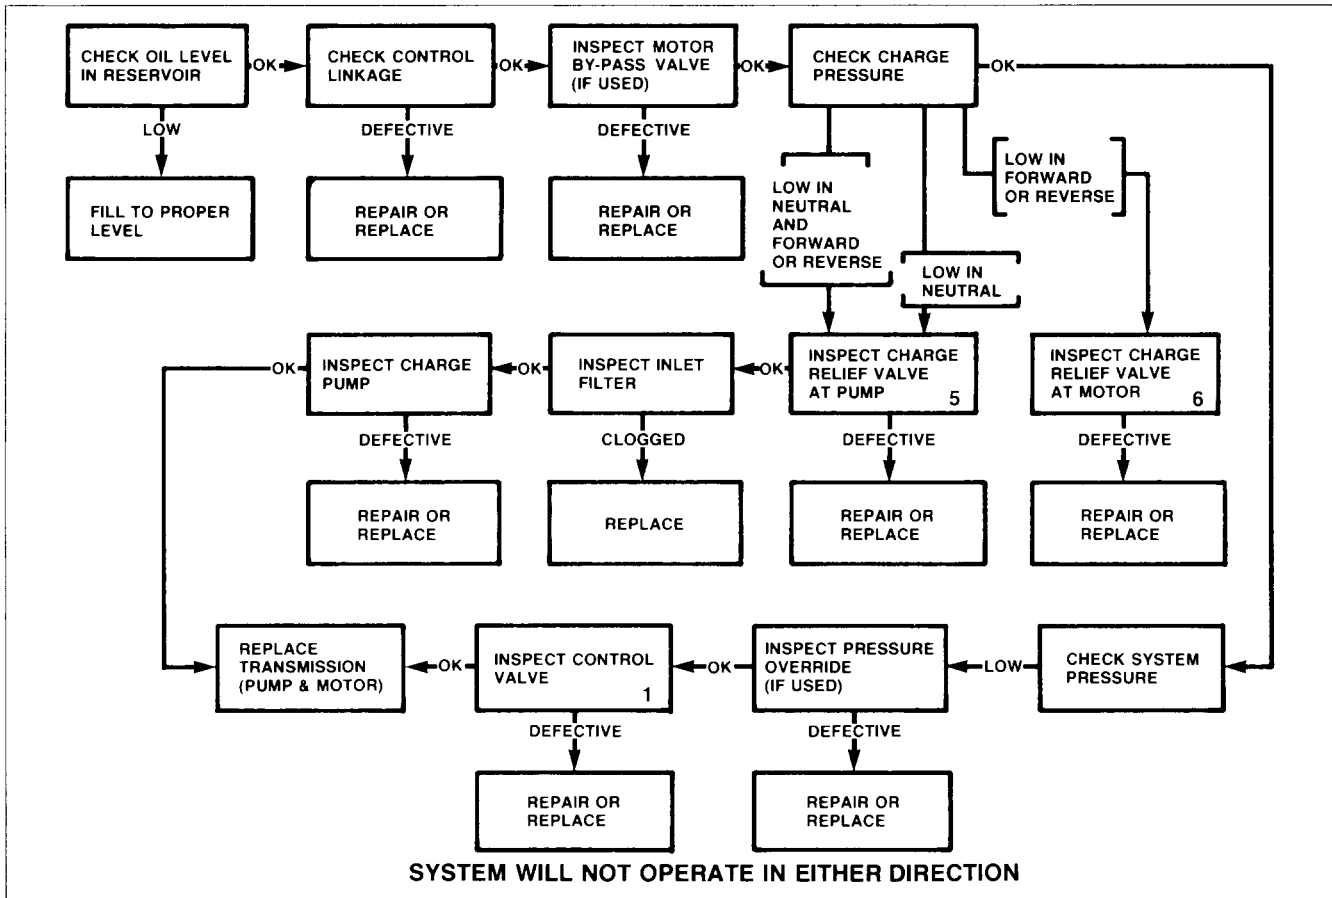 CHECK OIL LEVEL
IN RESERVOIR
OK
CHECK CONTROL
LINKAGE
OK
INSPECT MOTOR
BY-PASS VALVE
(IF USED)
OK
CHECK CHARGE
PRESSURE
OK
LOW
DEFECTIVE
DEFECTIVE
LOW IN
NEUTRAL
AND
FORWARD
OR REVERSE
LOW IN
NEUTRAL
LOW IN
FORWARD
OR REVERSE
FILL TO PROPER
LEVEL
REPAIR OR
REPLACE
REPAIR OR
REPLACE
OK
INSPECT CHARGE
PUMP
OK
INSPECT INLET
FILTER
OK
INSPECT CHARGE
RELIEF VALVE
AT PUMP
5
INSPECT CHARGE
RELIEF VALVE
AT MOTOR
6
DEFECTIVE
CLOGGED
DEFECTIVE
DEFECTIVE
REPAIR OR
REPLACE
REPLACE
REPAIR OR
REPLACE
REPAIR OR
REPLACE
REPLACE
TRANSMISSION
(PUMP & MOTOR)
OK
INSPECT CONTROL
VALVE
1
OK
INSPECT PRESSURE
OVERRIDE
(IF USED)
LOW
CHECK SYSTEM
PRESSURE
DEFECTIVE
DEFECTIVE
REPAIR OR
REPLACE
REPAIR OR
REPLACE
SYSTEM WILL NOT OPERATE IN EITHER DIRECTION